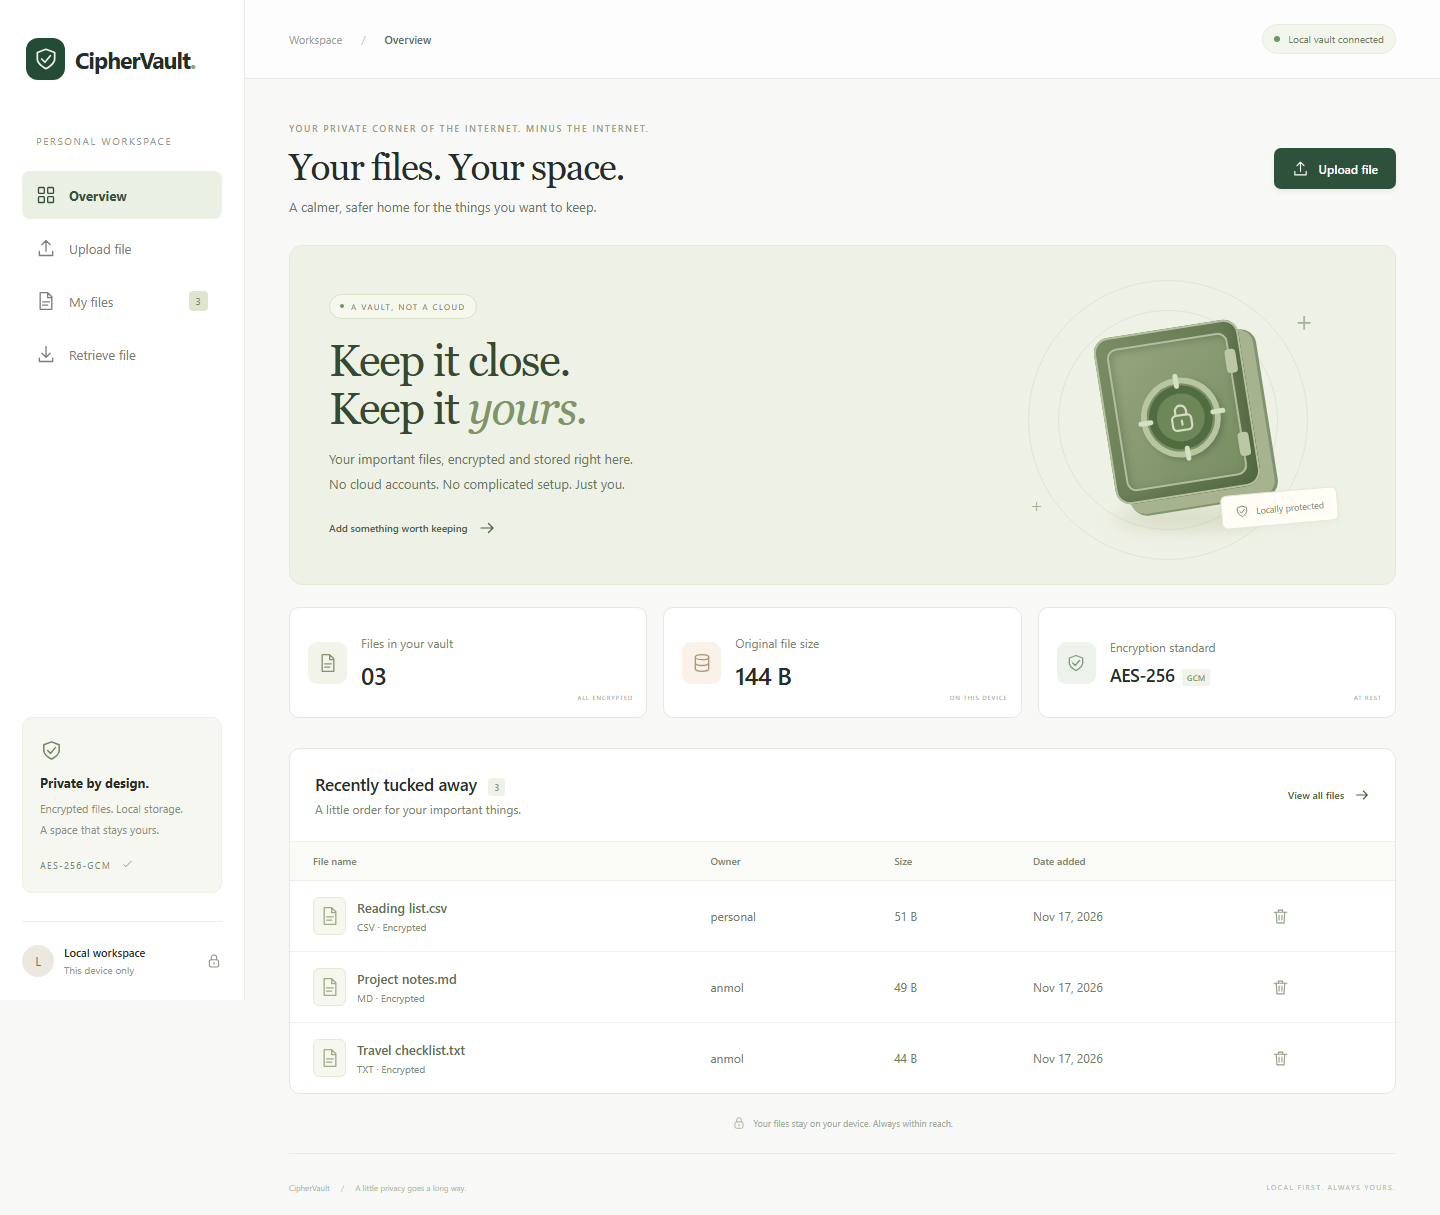 CipherVault.
PERSONAL WORKSPACE
Overview
Upload file
My files 3
Retrieve file
Private by design.
Encrypted files. Local storage.
A space that stays yours.
AES-256-GCM
L
Local workspace
This device only
Workspace / Overview
Local vault connected
YOUR PRIVATE CORNER OF THE INTERNET. MINUS THE INTERNET.
Your files. Your space.
A calmer, safer home for the things you want to keep.
Upload file
A VAULT, NOT A CLOUD
Keep it close.
Keep it yours.
Your important files, encrypted and stored right here.
No cloud accounts. No complicated setup. Just you.
Add something worth keeping
Locally protected
Files in your vault
03
ALL ENCRYPTED
Original file size
144 B
ON THIS DEVICE
Encryption standard
AES-256 GCM
AT REST
Recently tucked away 3
A little order for your important things.
View all files
File name Owner Size Date added
Reading list.csv
CSV · Encrypted
personal 51 B Nov 17, 2026
Project notes.md
MD · Encrypted
anmol 49 B Nov 17, 2026
Travel checklist.txt
TXT · Encrypted
anmol 44 B Nov 17, 2026
Your files stay on your device. Always within reach.
CipherVault / A little privacy goes a long way.
LOCAL FIRST. ALWAYS YOURS.